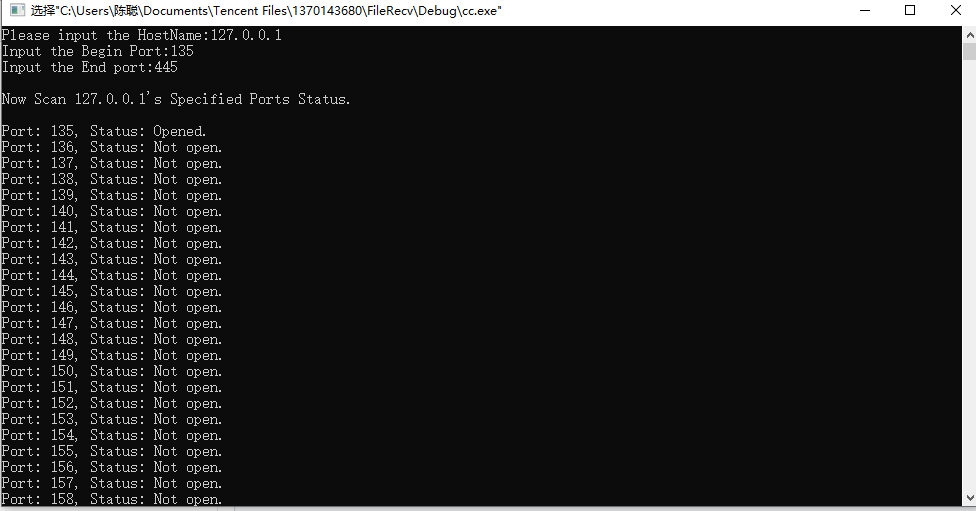 选择"C:\Users\陈聪\Documents\Tencent Files\1370143680\FileRecv\Debug\cc.exe"
Please input the HostName:127.0.0.1
Input the Begin Port:135
Input the End port:445
Now Scan 127.0.0.1's Specified Ports Status.
Port: 135, Status: Opened.
Port: 136, Status: Not open.
Port: 137, Status: Not open.
Port: 138, Status: Not open.
Port: 139, Status: Not open.
Port: 140, Status: Not open.
Port: 141, Status: Not open.
Port: 142, Status: Not open.
Port: 143, Status: Not open.
Port: 144, Status: Not open.
Port: 145, Status: Not open.
Port: 146, Status: Not open.
Port: 147, Status: Not open.
Port: 148, Status: Not open.
Port: 149, Status: Not open.
Port: 150, Status: Not open.
Port: 151, Status: Not open.
Port: 152, Status: Not open.
Port: 153, Status: Not open.
Port: 154, Status: Not open.
Port: 155, Status: Not open.
Port: 156, Status: Not open.
Port: 157, Status: Not open.
Port: 158, Status: Not open.